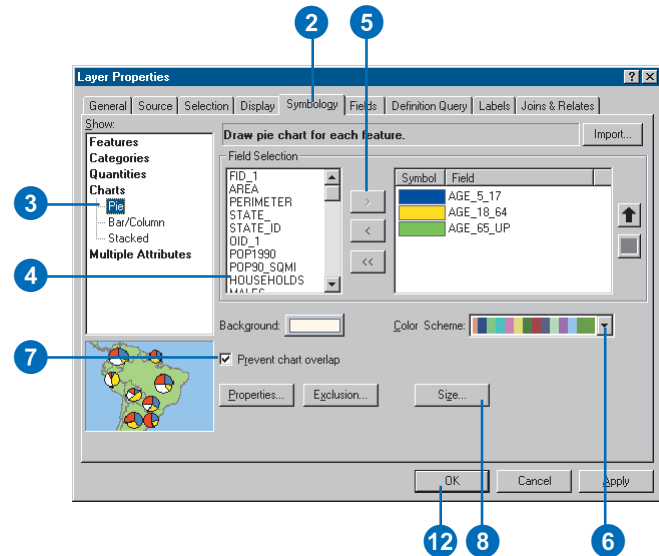 2 5
Layer Properties
General Source Selection Display Symbology Fields Definition Query Labels Joins & Relates
Show:
Features
Categories
Quantities
Charts
Pie
Bar/Column
Stacked
Multiple Attributes
Draw pie chart for each feature.
Import...
Field Selection
FID_1
AREA
PERIMETER
STATE_
STATE_ID
OID_1
POP1990
POP90_SQMI
HOUSEHOLDS
MALES
>
<
<<
Symbol Field
AGE_5_17
AGE_18_64
AGE_65_UP
3
4
Background:
Color Scheme:
7
Prevent chart overlap
Properties... Exclusion... Size...
OK Cancel Apply
12 8 6